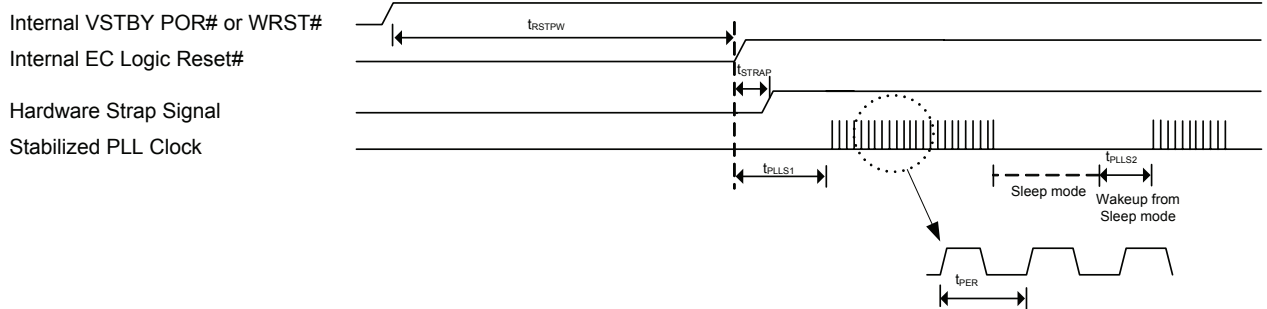 Internal VSTBY POR# or WRST#
tRSTPW
Internal EC Logic Reset#
tSTRAP
Hardware Strap Signal
Stabilized PLL Clock
tPLLS1
tPLLS2
Sleep mode
Wakeup from
Sleep mode
tPER